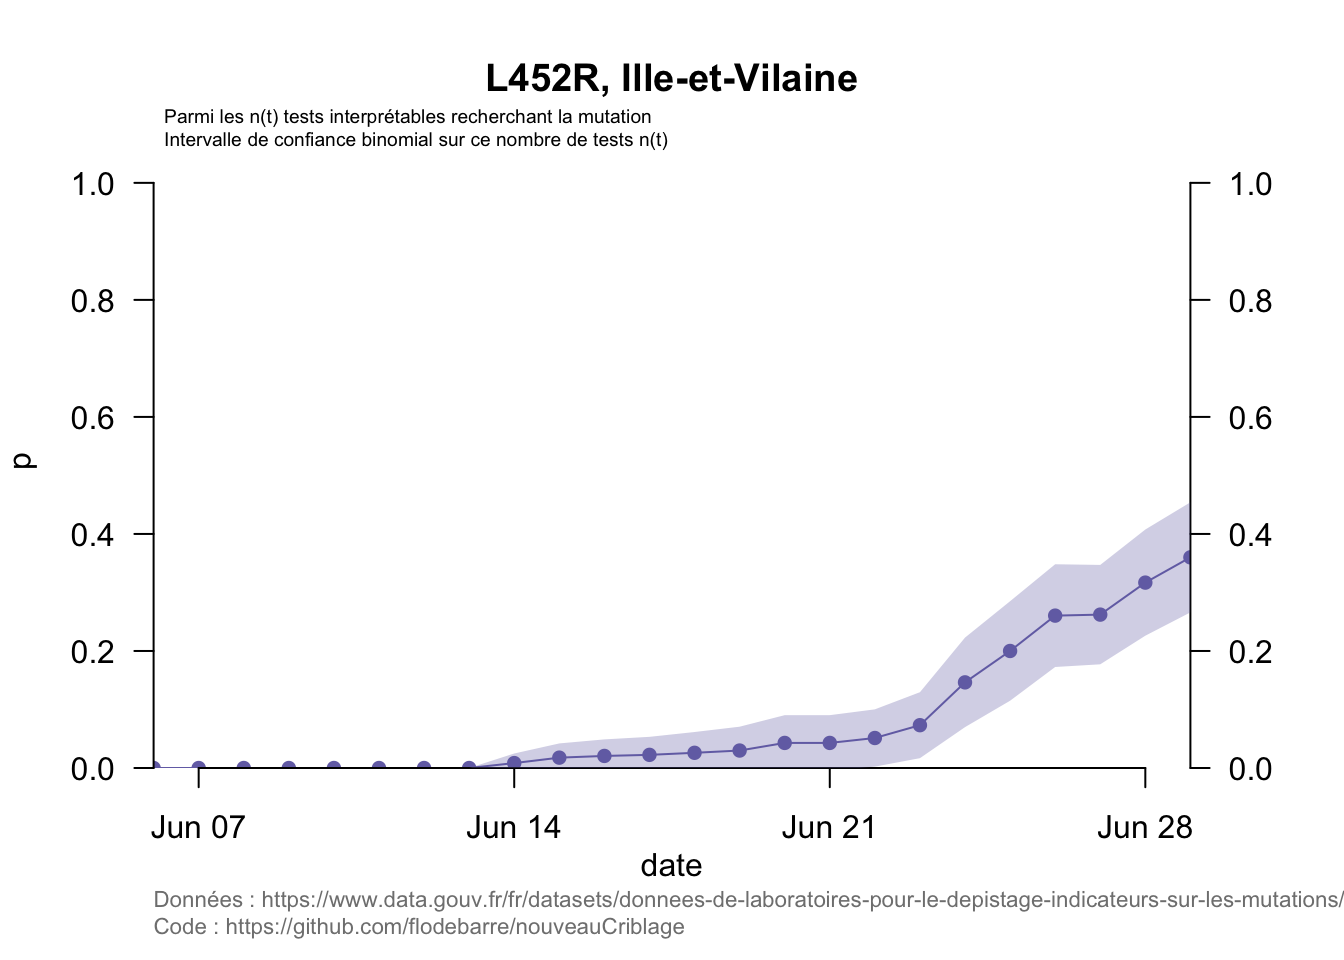 L452R, Ille-et-Vilaine
Parmi les n(t) tests interprétables recherchant la mutation
Intervalle de confiance binomial sur ce nombre de tests n(t)
1.0
0.8
0.6
0.4
0.2
0.0
p
1.0
0.8
0.6
0.4
0.2
0.0
Jun 07 Jun 14 Jun 21 Jun 28
date
Données : https://www.data.gouv.fr/fr/datasets/donnees-de-laboratoires-pour-le-depistage-indicateurs-sur-les-mutations/
Code : https://github.com/flodebarre/nouveauCriblage